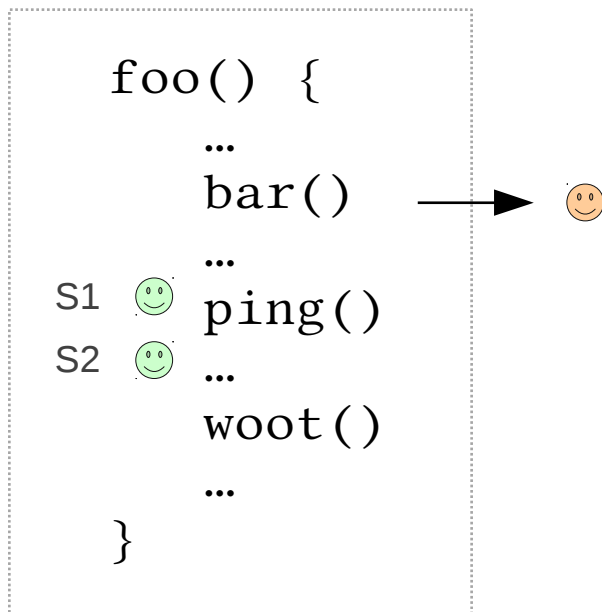 foo() {
…
bar()
…
S1 ping()
S2 …
woot()
…
}